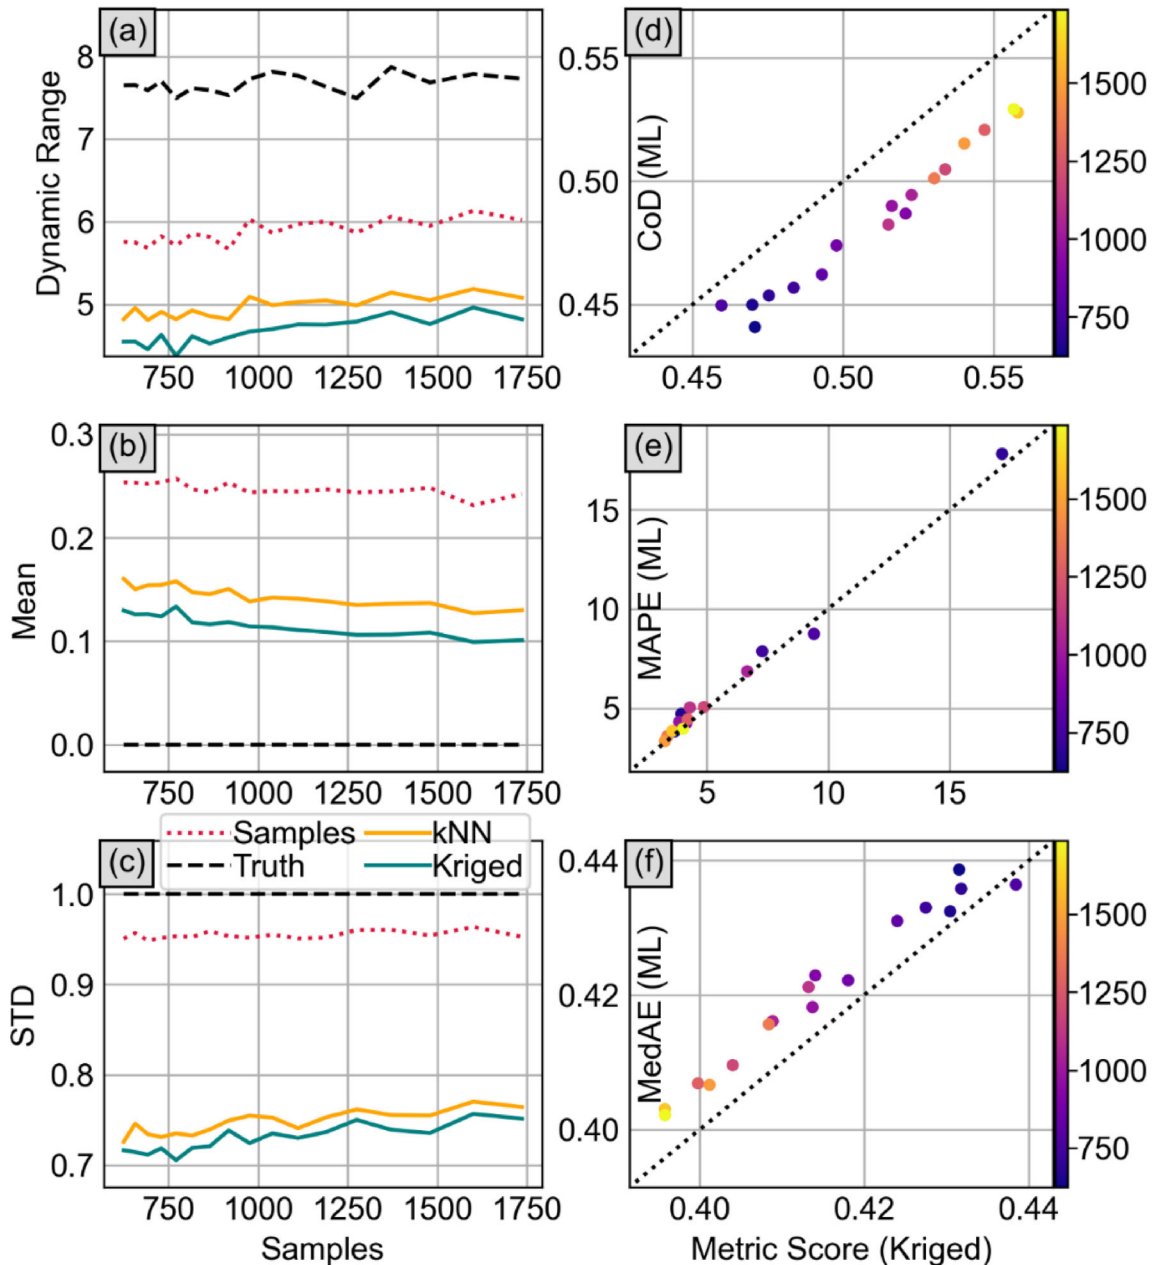 (a)
Dynamic Range
8
7
6
5
750 1000 1250 1500 1750
(d)
CoD (ML)
0.55
0.50
0.45
0.45 0.50 0.55
1500
1250
1000
750
(b)
Mean
0.3
0.2
0.1
0.0
750 1000 1250 1500 1750
(e)
MAPE (ML)
15
10
5
5 10 15
1500
1250
1000
750
Samples kNN
Truth Kriged
(c)
STD
1.0
0.9
0.8
0.7
750 1000 1250 1500 1750
Samples
(f)
MedAE (ML)
0.44
0.42
0.40
0.40 0.42 0.44
Metric Score (Kriged)
1500
1250
1000
750